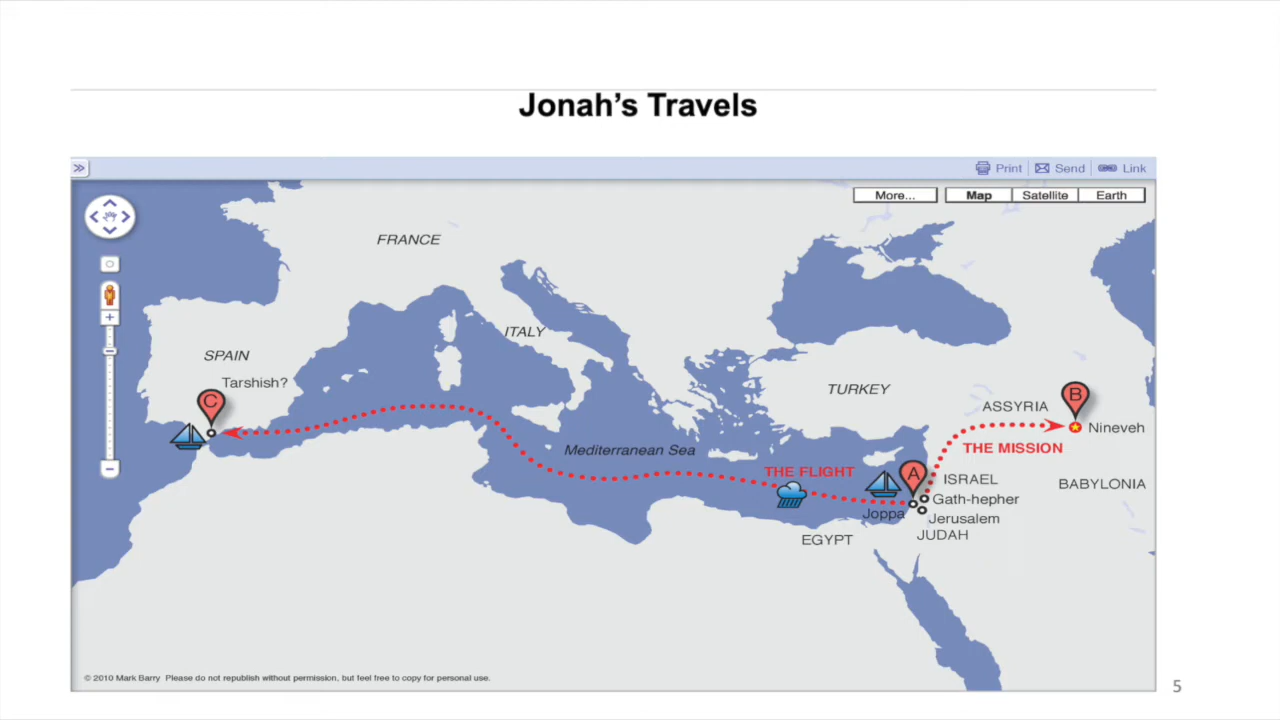 Jonah's Travels
Print
Send
Link
More...
Map
Satellite
Earth
FRANCE
ITALY
SPAIN
Tarshish?
C
TURKEY
B
ASSYRIA
Nineveh
THE MISSION
Mediterranean Sea
THE FLIGHT
A
ISRAEL
BABYLONIA
Gath-hepher
Joppa
Jerusalem
JUDAH
EGYPT
© 2010 Mark Barry Please do not republish without permission, but feel free to copy for personal use.
5